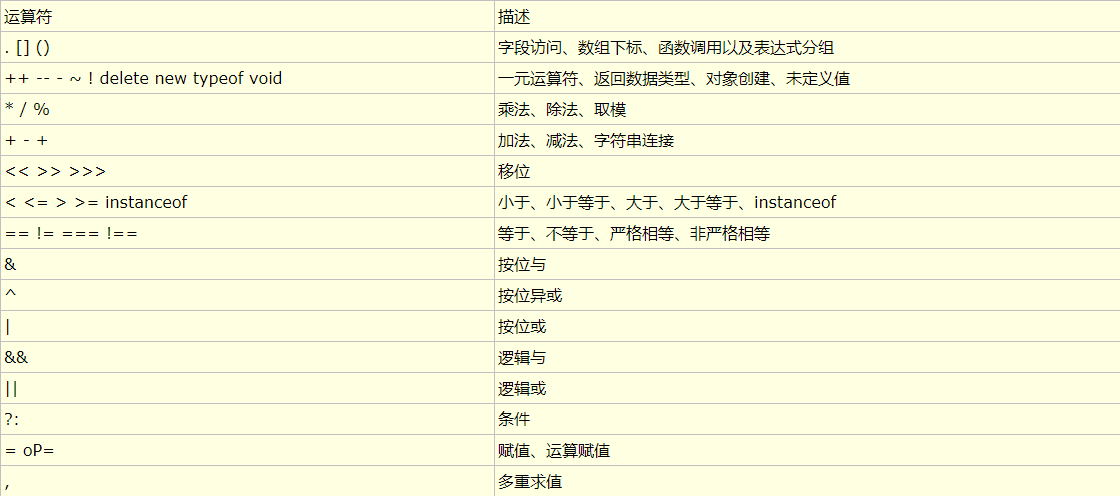 运算符 描述
. [] () 字段访问、数组下标、函数调用以及表达式分组
++ -- - ~ ! delete new typeof void 一元运算符、返回数据类型、对象创建、未定义值
* / % 乘法、除法、取模
+ - + 加法、减法、字符串连接
<< >> >>> 移位
< <= > >= instanceof 小于、小于等于、大于、大于等于、instanceof
== != === !== 等于、不等于、严格相等、非严格相等
& 按位与
^ 按位异或
| 按位或
&& 逻辑与
|| 逻辑或
?: 条件
= oP= 赋值、运算赋值
, 多重求值